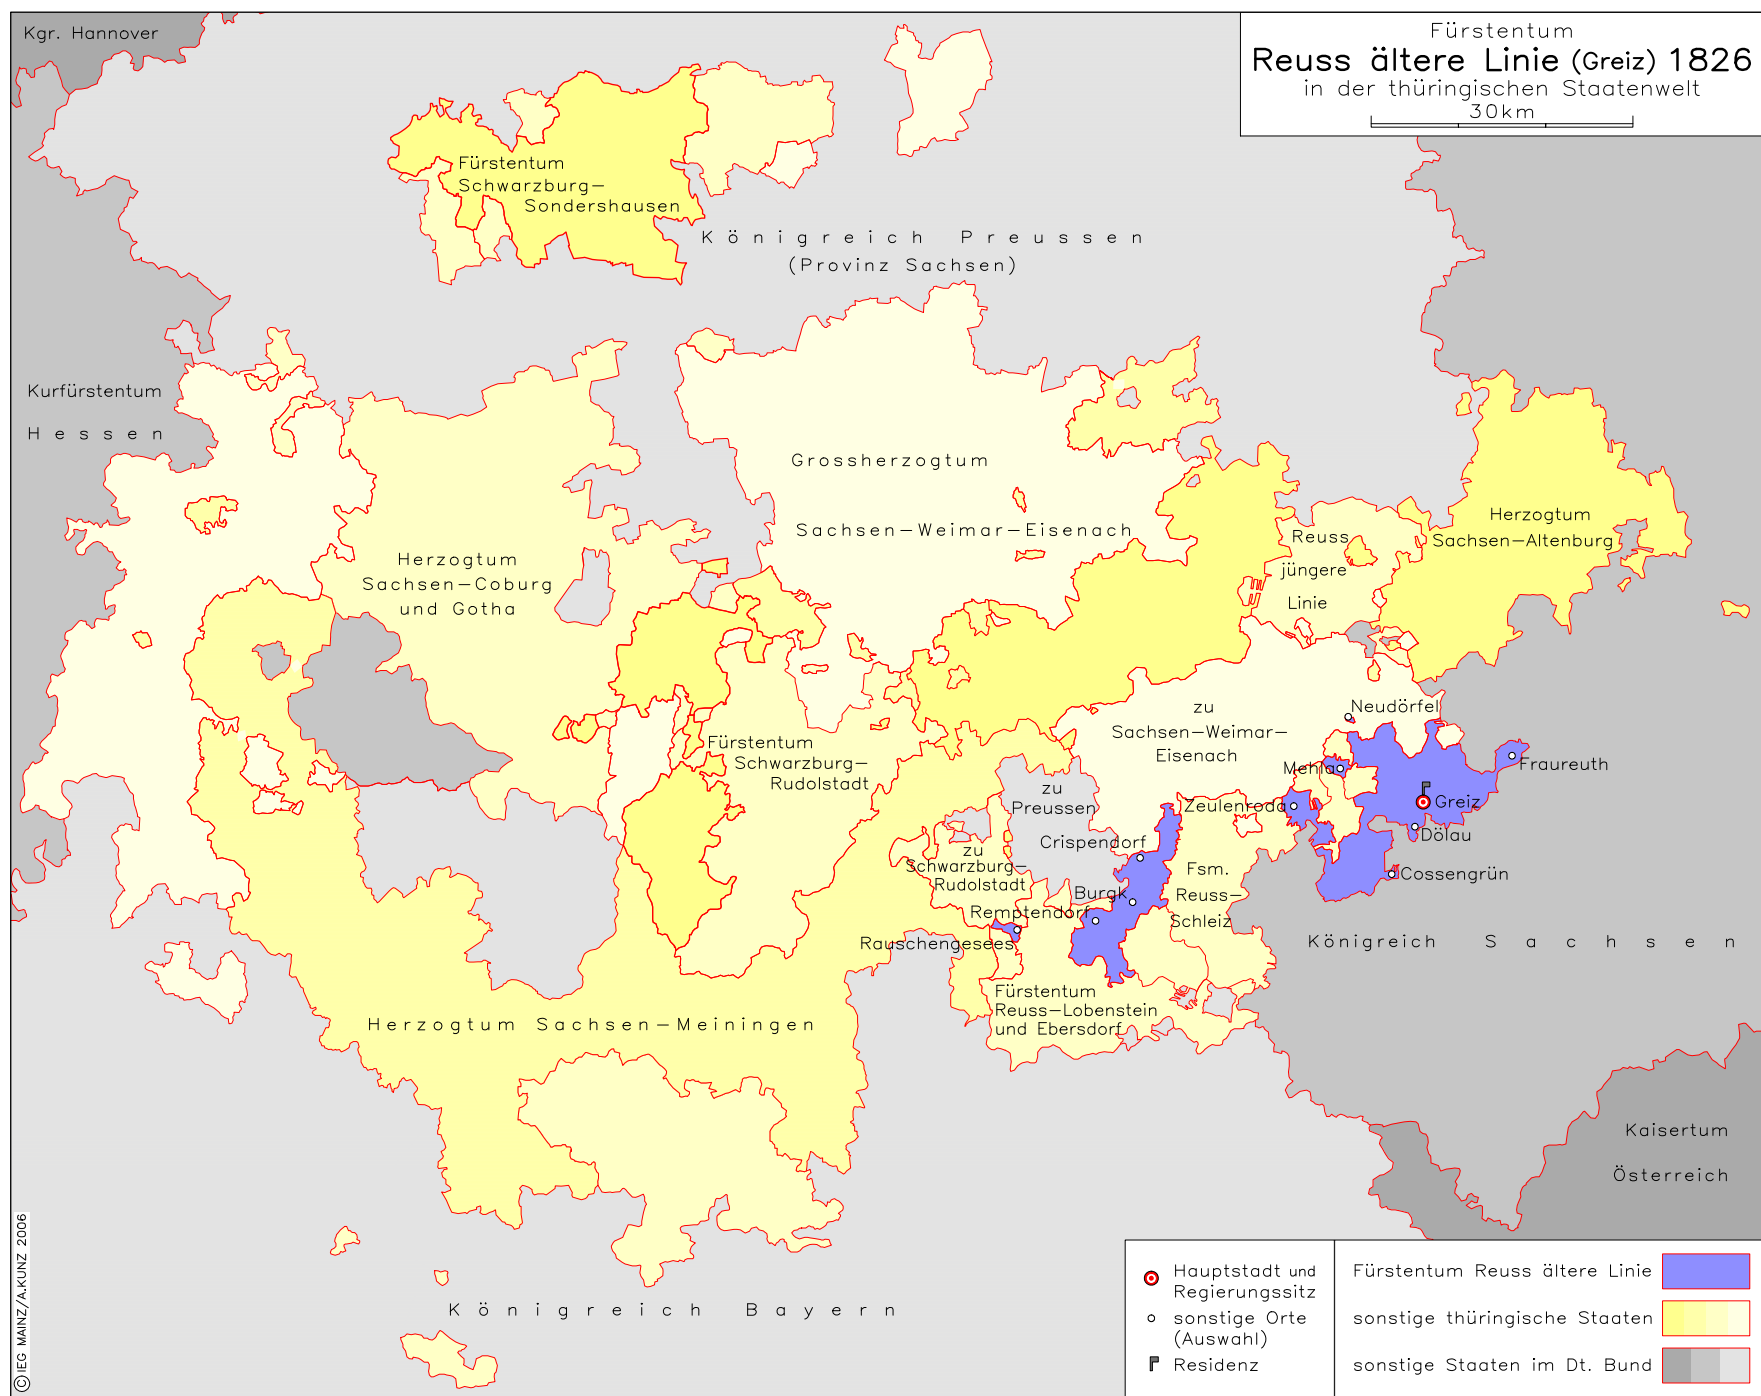 Kgr. Hannover
Fürstentum
Reuss ältere Linie (Greiz) 1826
in der thüringischen Staatenwelt
30km
Fürstentum
Schwarzburg–
Sondershausen
Königreich Preussen
(Provinz Sachsen)
Kurfürstentum
Hessen
Grossherzogtum
Sachsen–Weimar–Eisenach
Herzogtum
Sachsen–Coburg
und Gotha
Reuss
jüngere
Linie
Herzogtum
Sachsen–Altenburg
zu
Sachsen–Weimar–
Eisenach
Neudörfel
Fürstentum
Schwarzburg–
Rudolstadt
zu
Preussen
Mehla
Fraureuth
Zeulenroda
Greiz
Dölau
Crispendorf
zu
Schwarzburg–
Rudolstadt
Fsm.
Reuss–
Schleiz
Cossengrün
Burgk
Remptendorf
Rauschengesees
Königreich Sachsen
Fürstentum
Reuss–Lobenstein
und Ebersdorf
Herzogtum Sachsen–Meiningen
Kaisertum
Österreich
Königreich Bayern
Hauptstadt und
Regierungssitz
sonstige Orte
(Auswahl)
Residenz
Fürstentum Reuss ältere Linie
sonstige thüringische Staaten
sonstige Staaten im Dt. Bund
© IEG MAINZ/A.KUNZ 2006